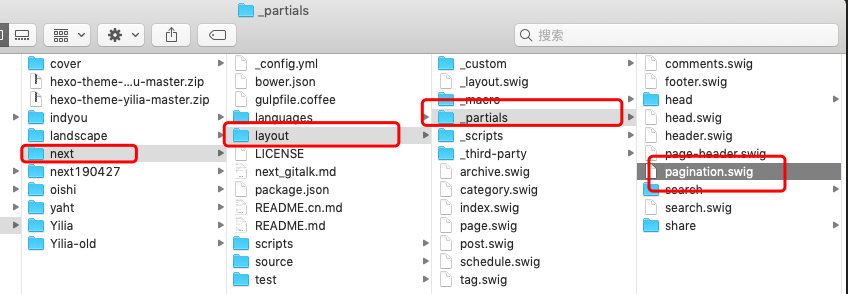 _partials
搜索
cover
hexo-theme-...u-master.zip
hexo-theme-yilia-master.zip
indyou
landscape
next
next190427
oishi
yaht
Yilia
Yilia-old
_config.yml
bower.json
gulpfile.coffee
languages
layout
LICENSE
next_gitalk.md
package.json
README.cn.md
README.md
scripts
source
test
_custom
_layout.swig
_macro
_partials
_scripts
_third-party
archive.swig
category.swig
index.swig
page.swig
post.swig
schedule.swig
tag.swig
comments.swig
footer.swig
head
head.swig
header.swig
page-header.swig
pagination.swig
search
search.swig
share